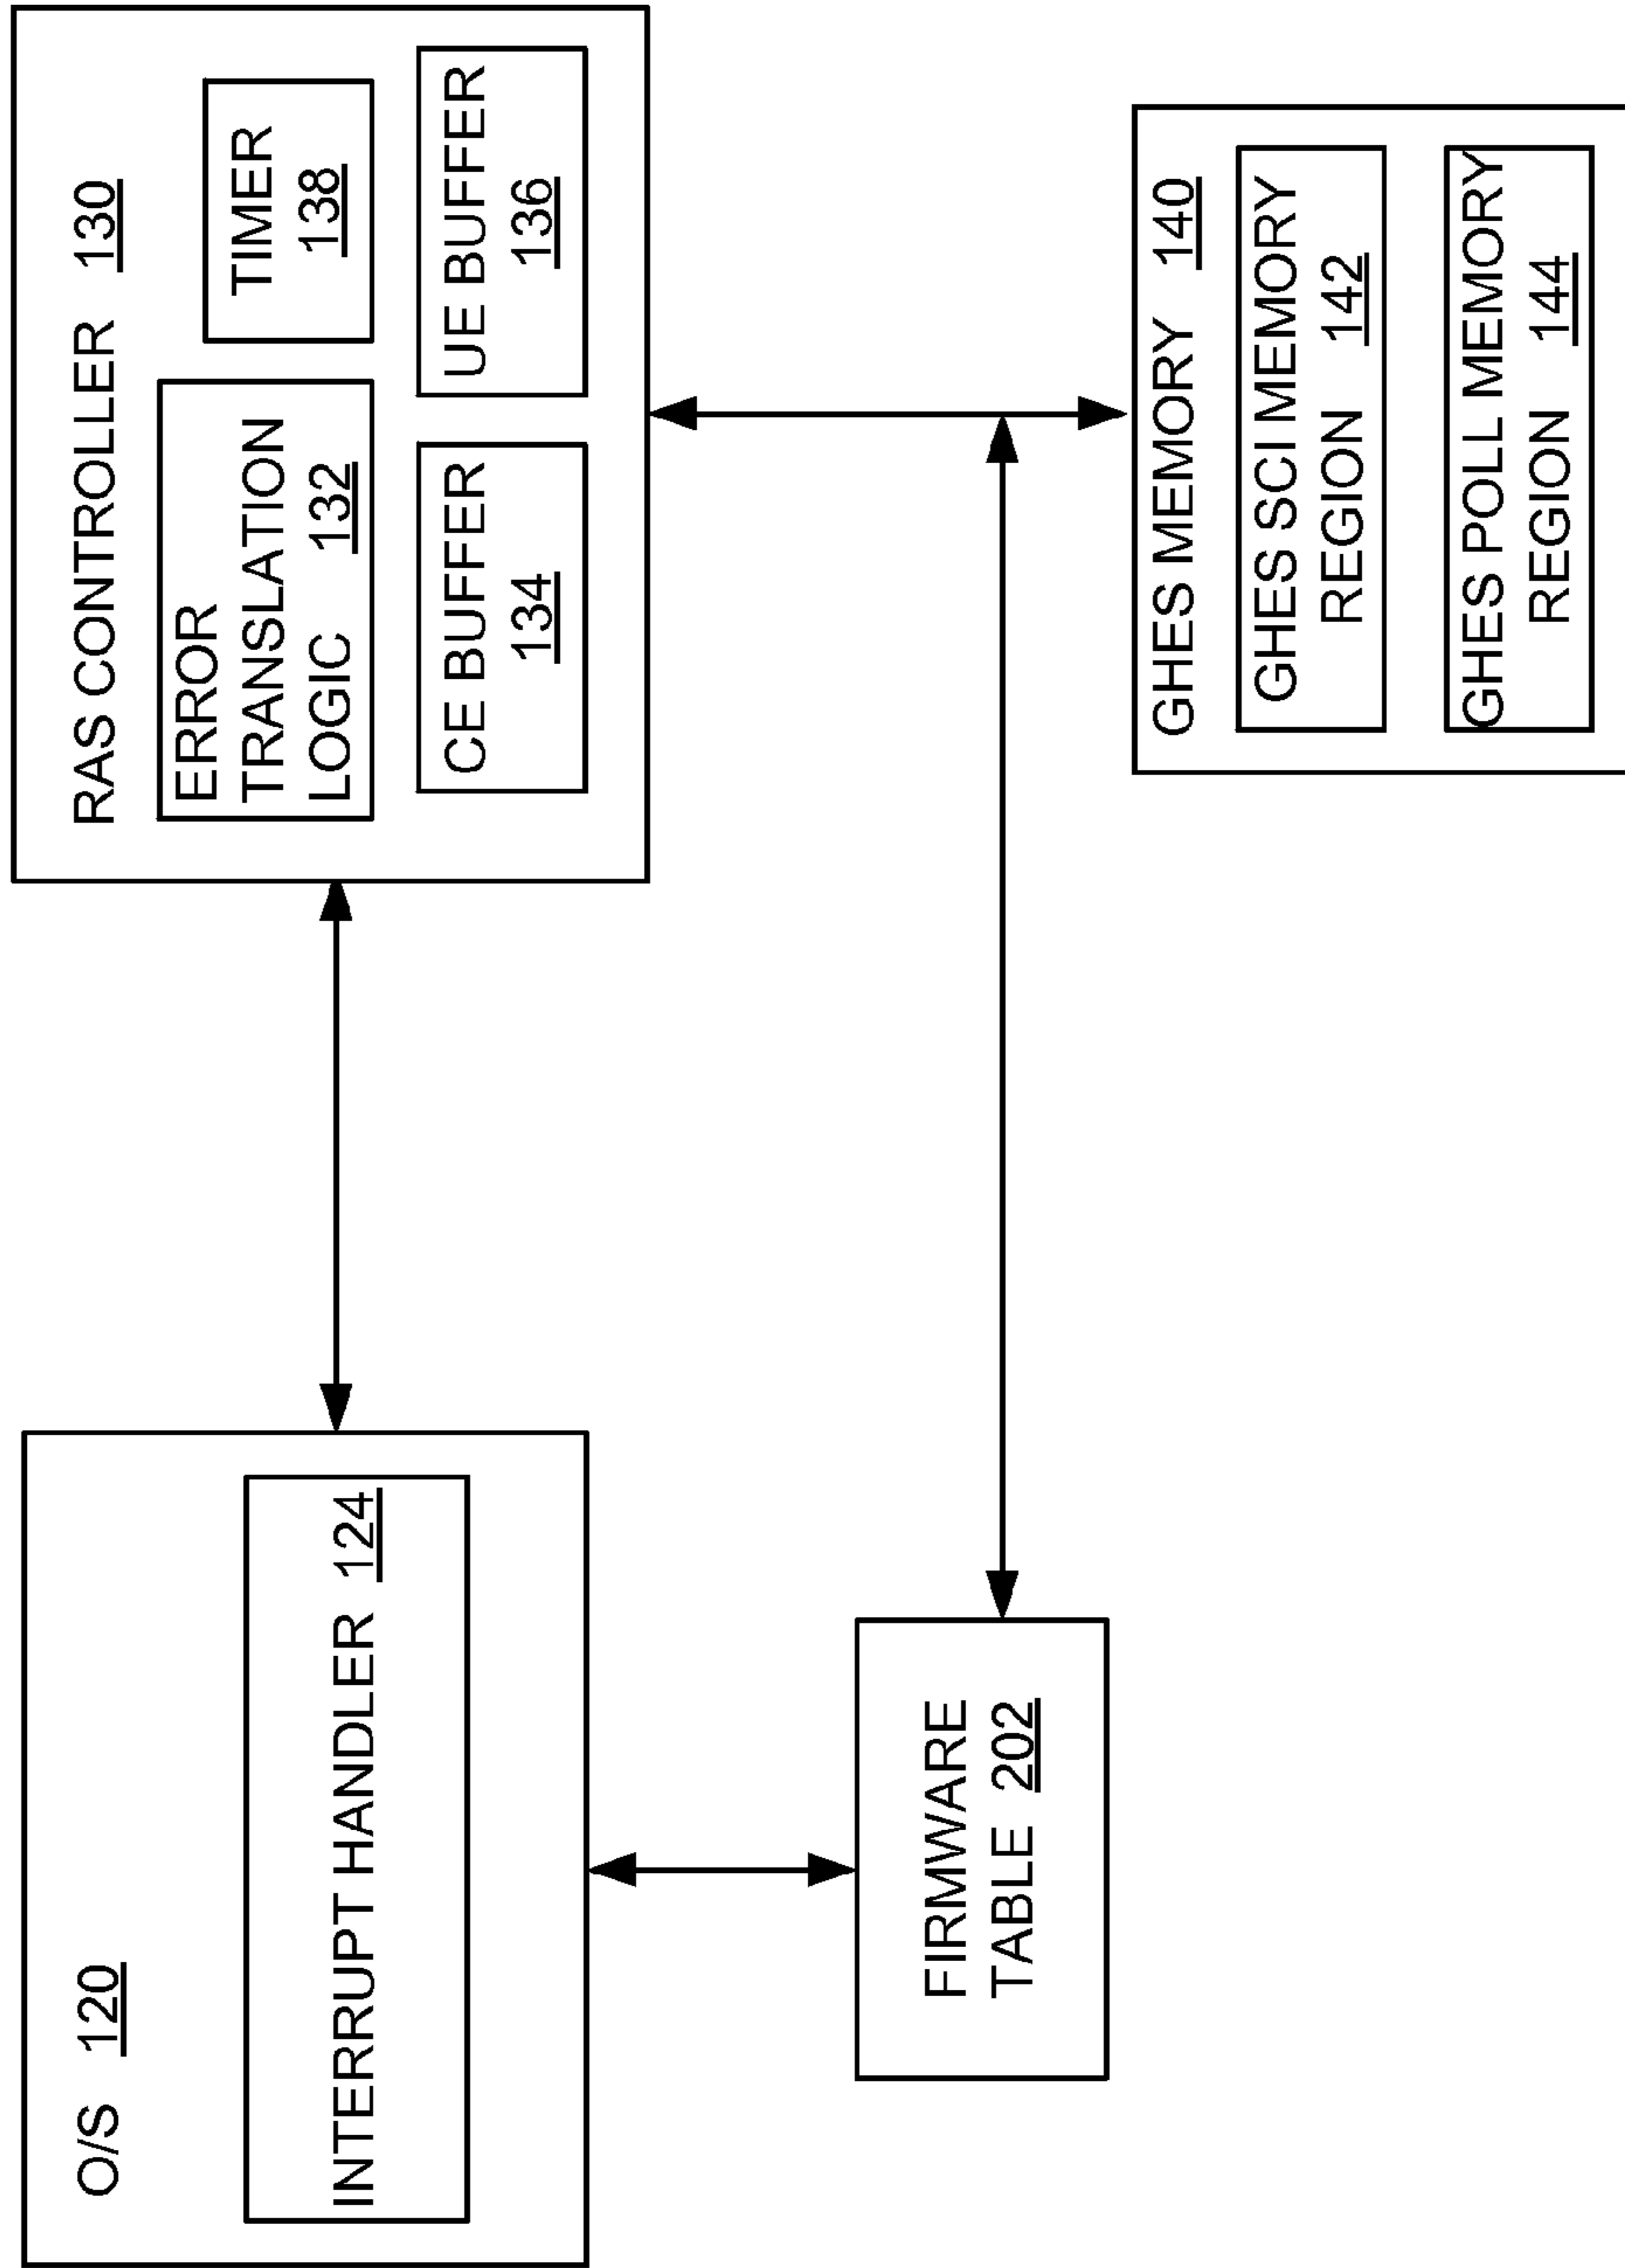 O/S 120
INTERRUPT HANDLER 124
RAS CONTROLLER 130
ERROR
TRANSLATION
LOGIC 132
TIMER
138
CE BUFFER
134
UE BUFFER
136
FIRMWARE
TABLE 202
GHES MEMORY 140
GHES SCI MEMORY
REGION 142
GHES POLL MEMORY
REGION 144